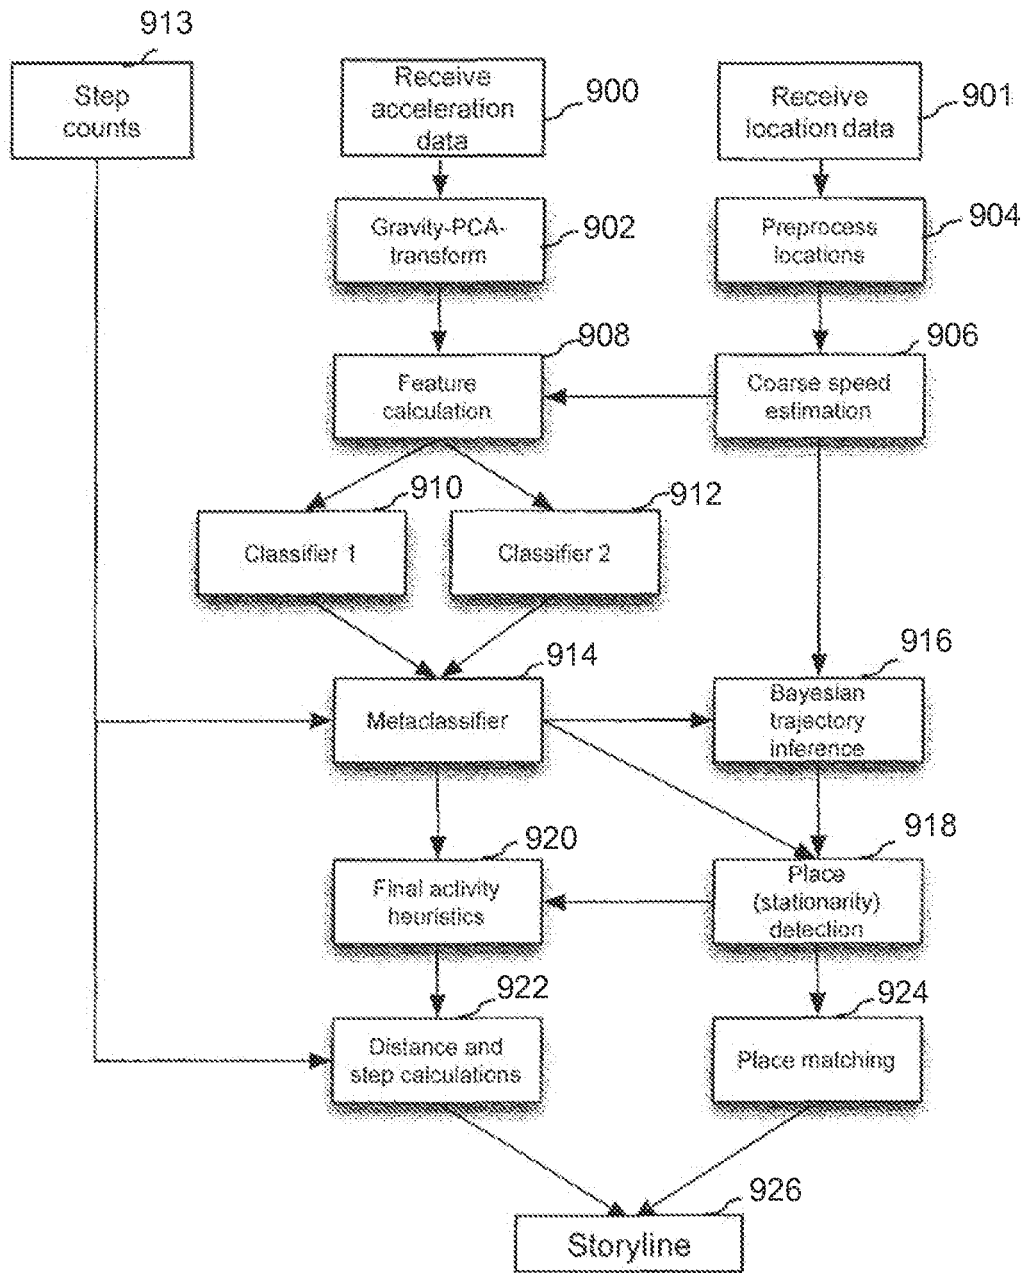 913
Step
counts
Receive
acceleration
data
900
Receive
location data
901
Gravity-PCA-
transform
902
Preprocess
locations
904
Feature
calculation
908
Coarse speed
estimation
906
Classifier 1
910
Classifier 2
912
Metaclassifier
914
Bayesian
trajectory
inference
916
Final activity
heuristics
920
Place
(stationarity)
detection
918
Distance and
step calculations
922
Place matching
924
Storyline
926